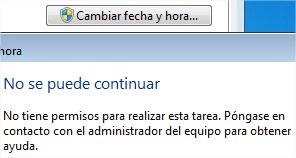 Cambiar fecha y hora...
hora
No se puede continuar
No tiene permisos para realizar esta tarea. Póngase en
contacto con el administrador del equipo para obtener
ayuda.